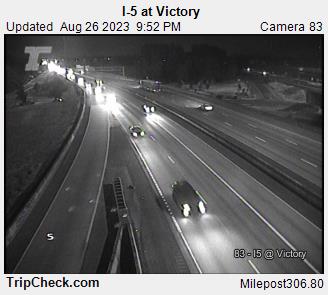 I-5 at Victory
Updated Aug 26 2023 9:52 PM Camera 83
S
83 - I5 @ Victory
TripCheck.com Milepost306.80